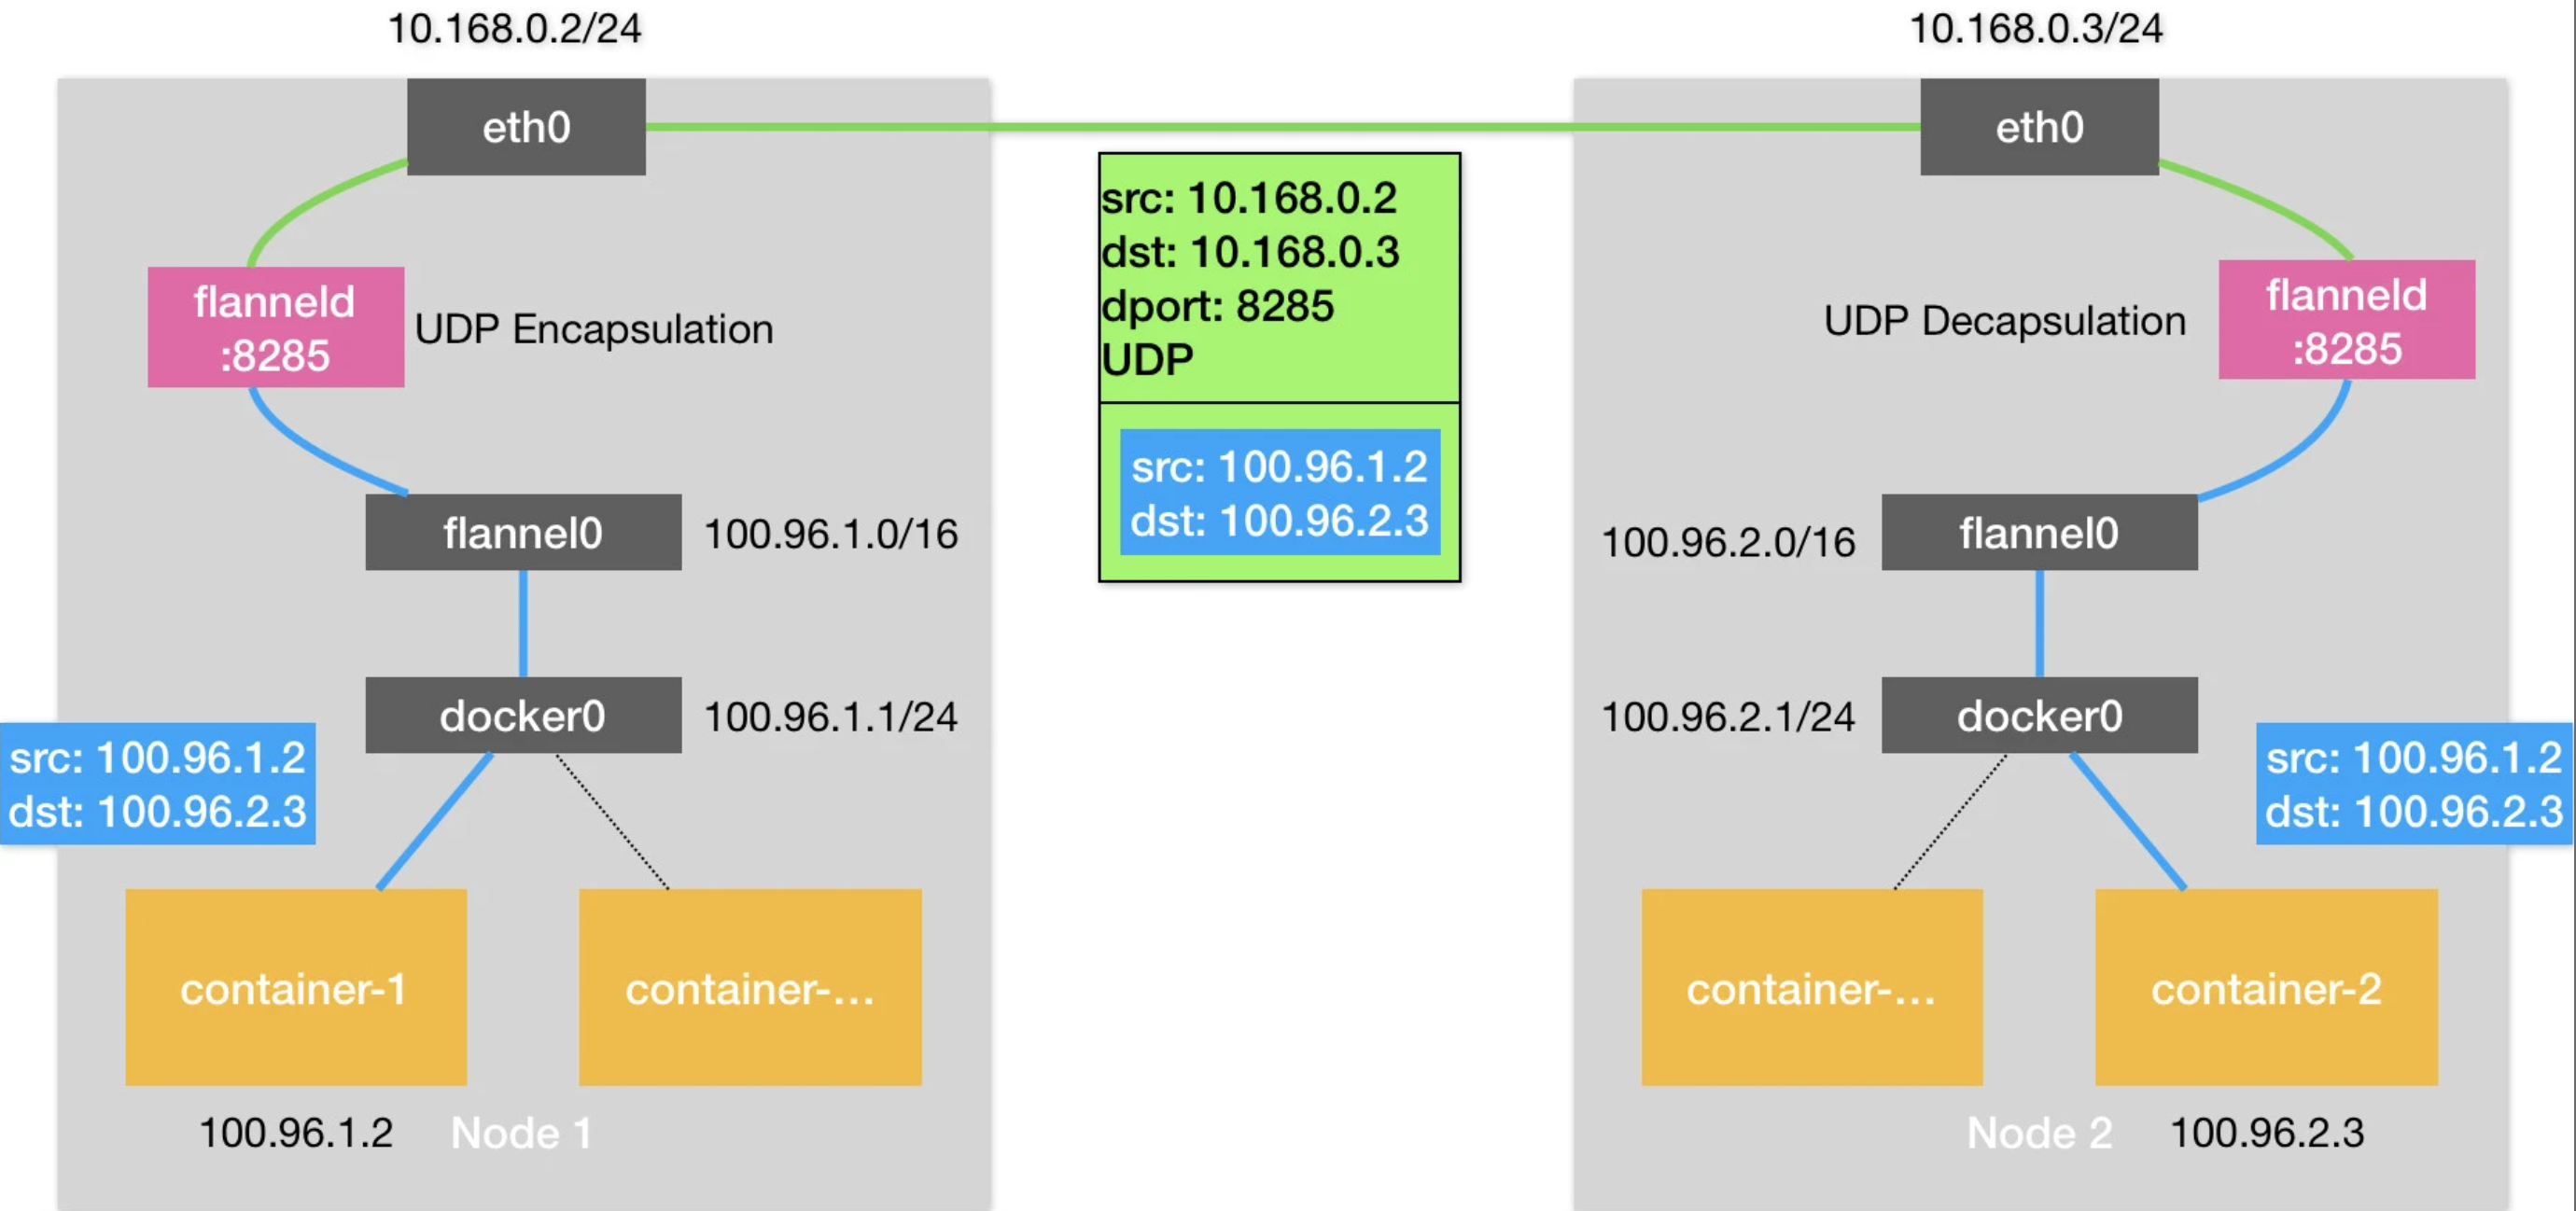 10.168.0.2/24
10.168.0.3/24
eth0
eth0
src: 10.168.0.2
dst: 10.168.0.3
dport: 8285
UDP
flanneld
:8285
UDP Encapsulation
UDP Decapsulation
flanneld
:8285
src: 100.96.1.2
dst: 100.96.2.3
flannel0
100.96.1.0/16
100.96.2.0/16
flannel0
docker0
100.96.1.1/24
100.96.2.1/24
docker0
src: 100.96.1.2
dst: 100.96.2.3
src: 100.96.1.2
dst: 100.96.2.3
container-1
container-...
container-...
container-2
100.96.1.2
Node 1
Node 2
100.96.2.3